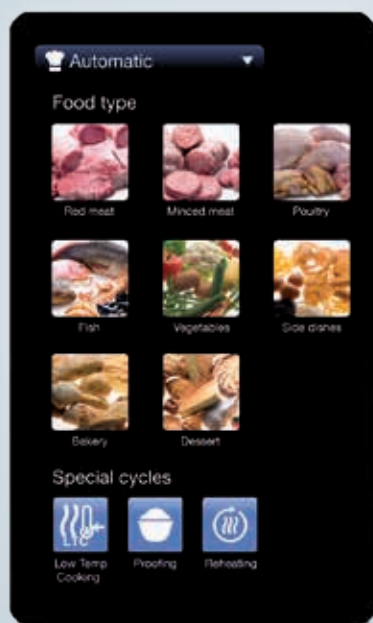 Automatic
Food type
Red meat Minced meat Poultry
Fish Vegetables Side dishes
Bakery Dessert
Special cycles
LTC
Low Temp Proofing Reheating
Cooking